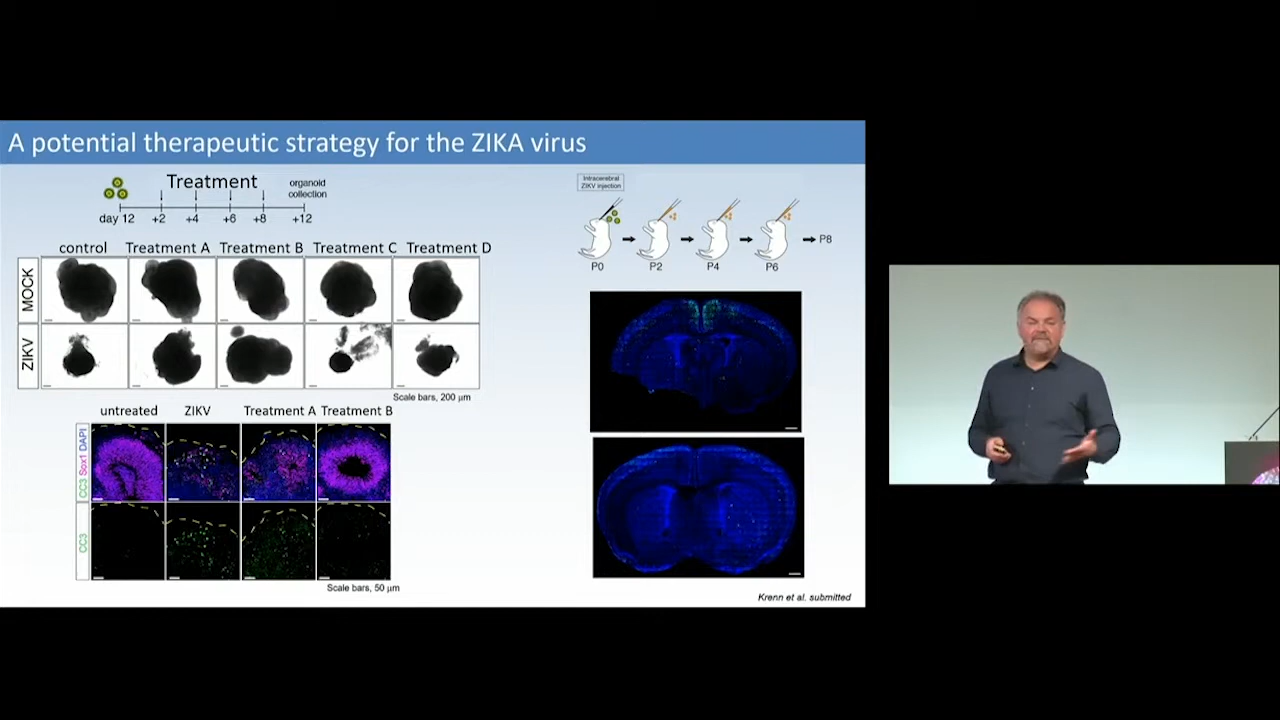 A potential therapeutic strategy for the ZIKA virus
Treatment
organoid
collection
day 12 +2 +4 +6 +8 +12
control Treatment A Treatment B Treatment C Treatment D
MOCK
ZIKV
Scale bars, 200 μm
untreated ZIKV Treatment A Treatment B
CC3 Sox1 DAPI
CC3
Scale bars, 50 μm
Intracerebral
ZIKV injection
P0 P2 P4 P6 P8
Krenn et al. submitted